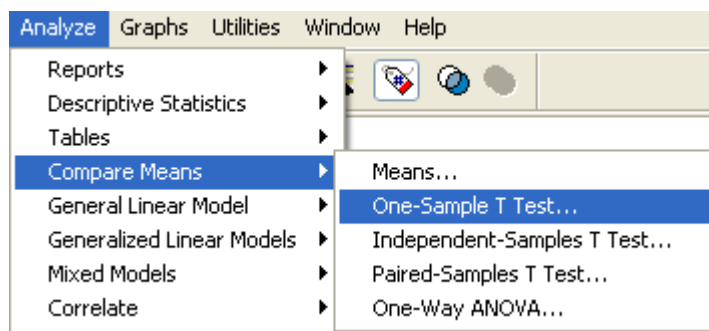 Analyze Graphs Utilities Window Help
Reports
Descriptive Statistics
Tables
Compare Means
General Linear Model
Generalized Linear Models
Mixed Models
Correlate
Means...
One-Sample T Test...
Independent-Samples T Test...
Paired-Samples T Test...
One-Way ANOVA...